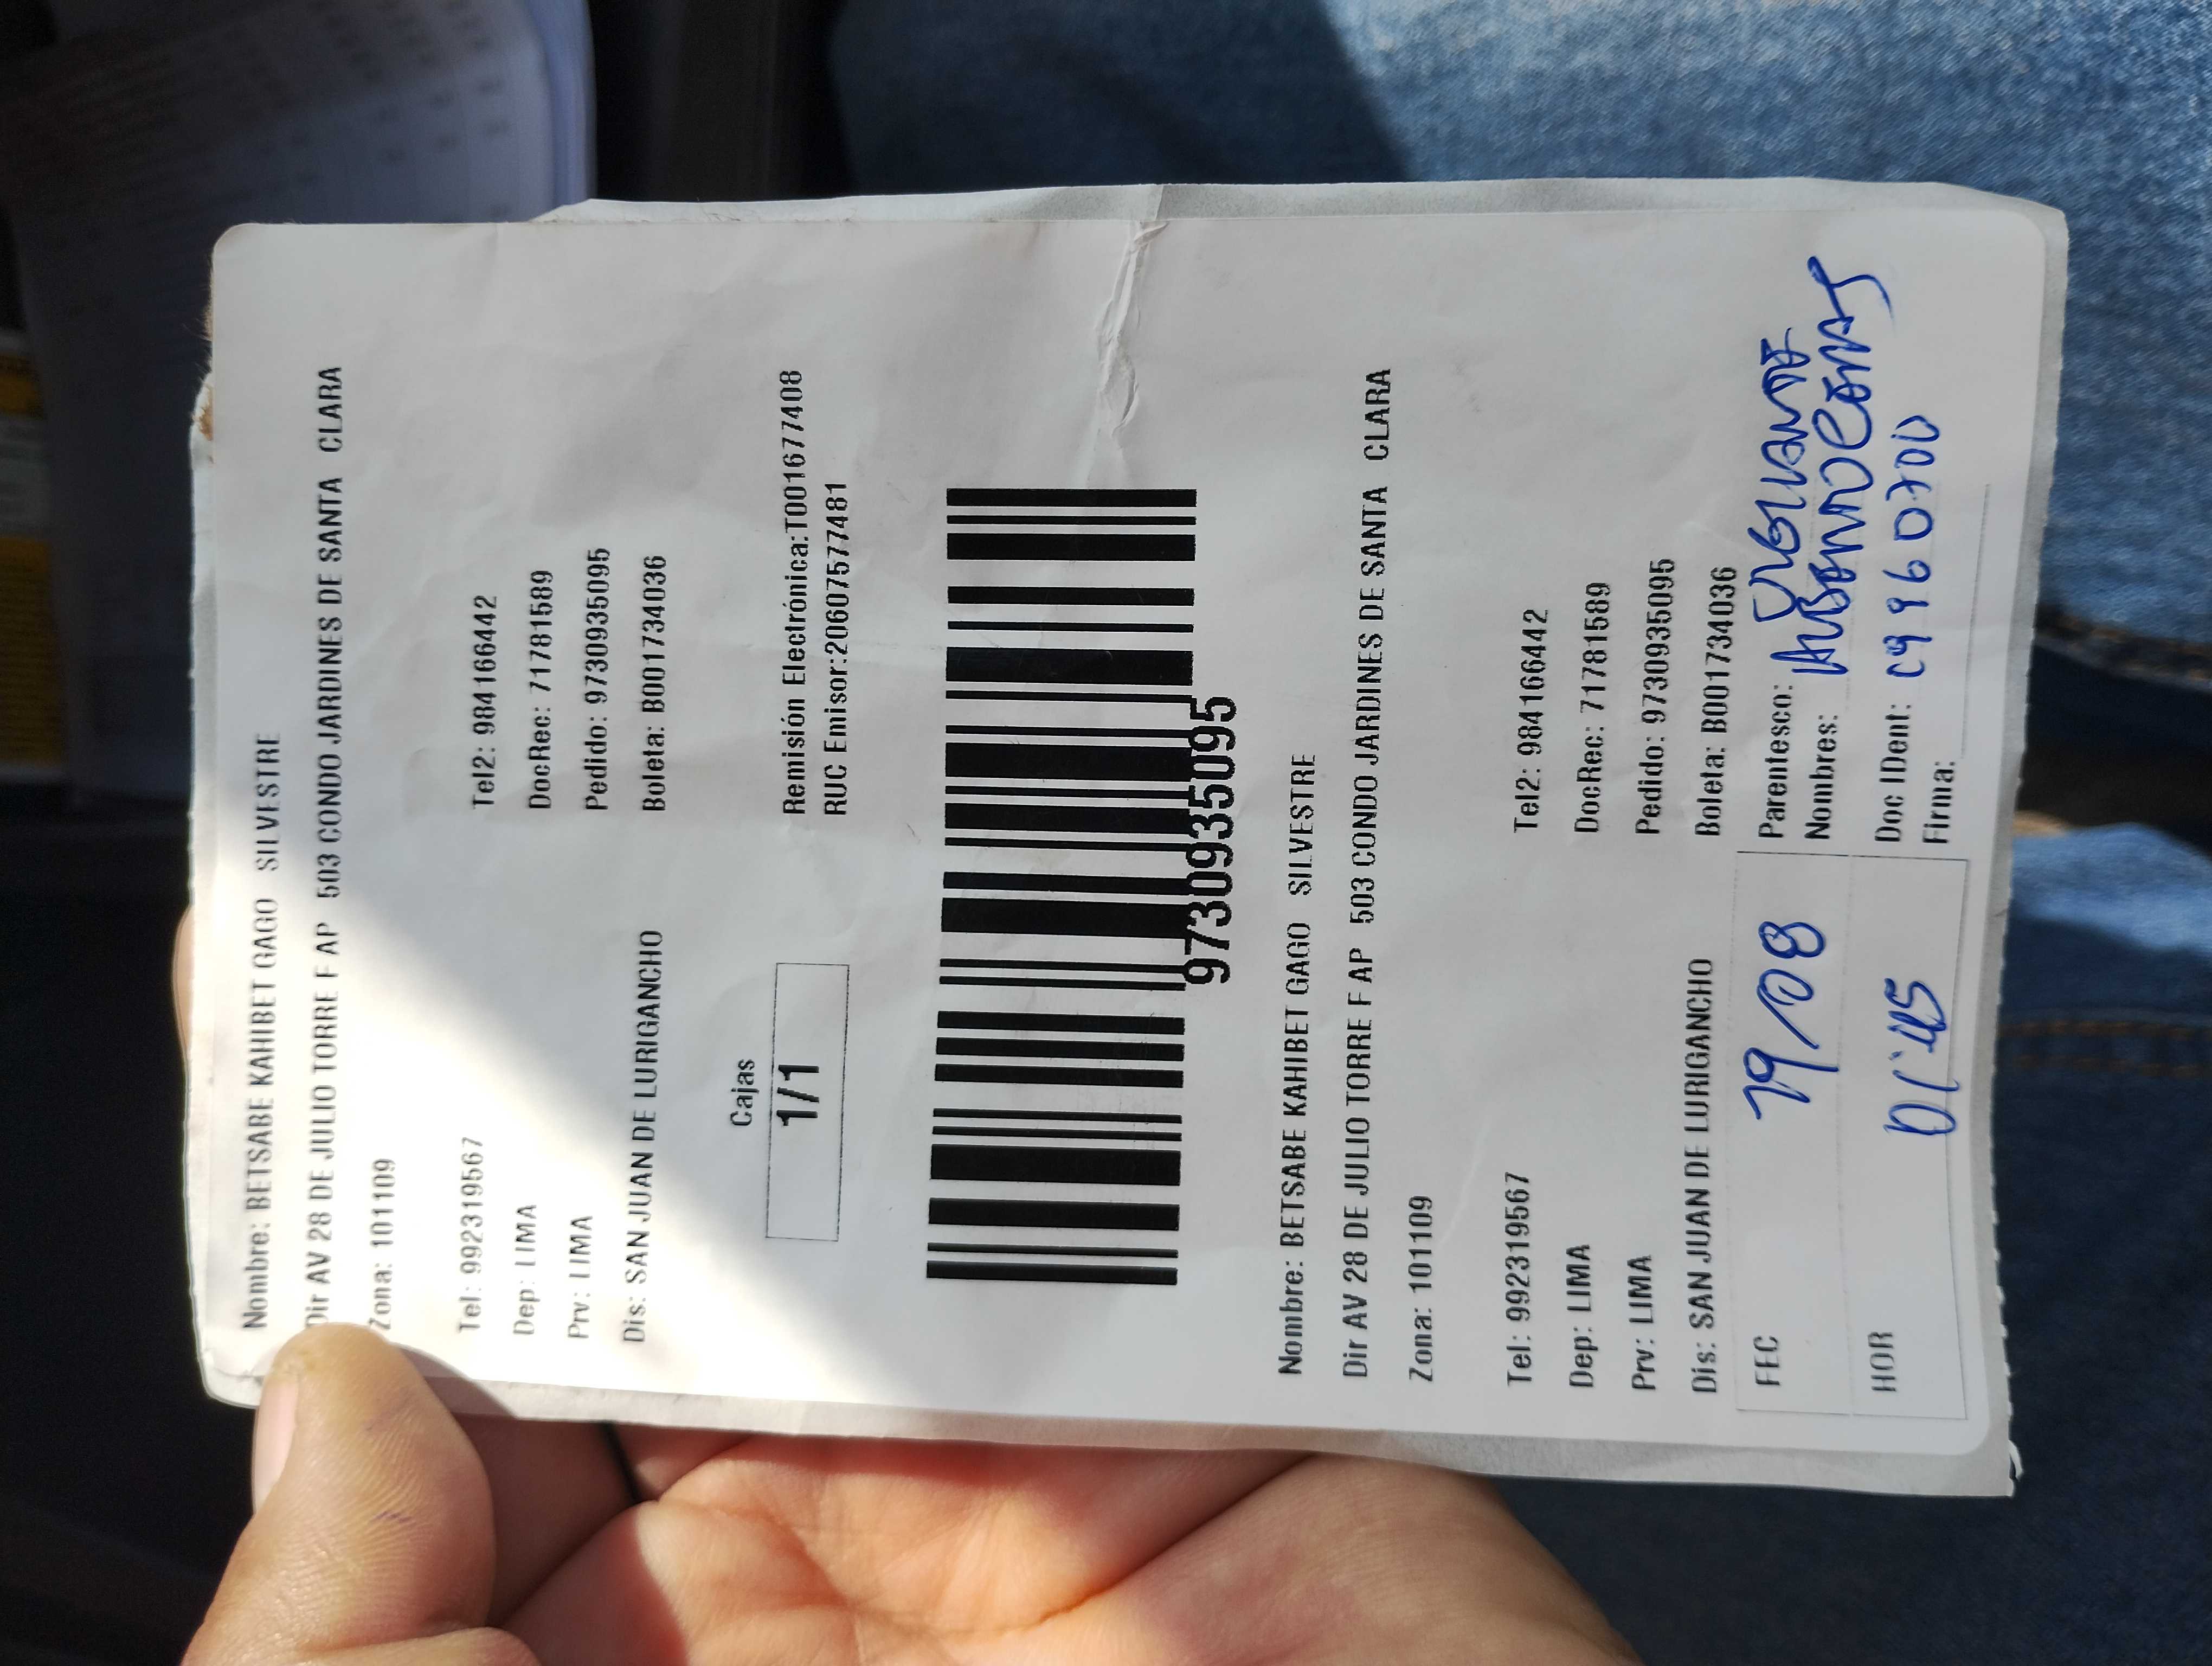 Nombre: BETSABE KAHIBET GAGO SILVESTRE
Dir AV 28 DE JULIO TORRE F AP 503 CONDO JARDINES DE SANTA CLARA
Zona: 101109
Tel: 992319567 Tel2: 984166442
Dep: LIMA DocRec: 71781589
Prv: LIMA Pedido: 9730935095
Dis: SAN JUAN DE LURIGANCHO Boleta: B001734036
Cajas
1/1
Remisión Electrónica:T001677408
RUC Emisor:20607577481
9730935095
Nombre: BETSABE KAHIBET GAGO SILVESTRE
Dir AV 28 DE JULIO TORRE F AP 503 CONDO JARDINES DE SANTA CLARA
Zona: 101109
Tel: 992319567 Tel2: 984166442
Dep: LIMA DocRec: 71781589
Prv: LIMA Pedido: 9730935095
Dis: SAN JUAN DE LURIGANCHO Boleta: B001734036
FEC 19/08 Parentesco:
Nombres:
HOR Doc IDent:
Firma: